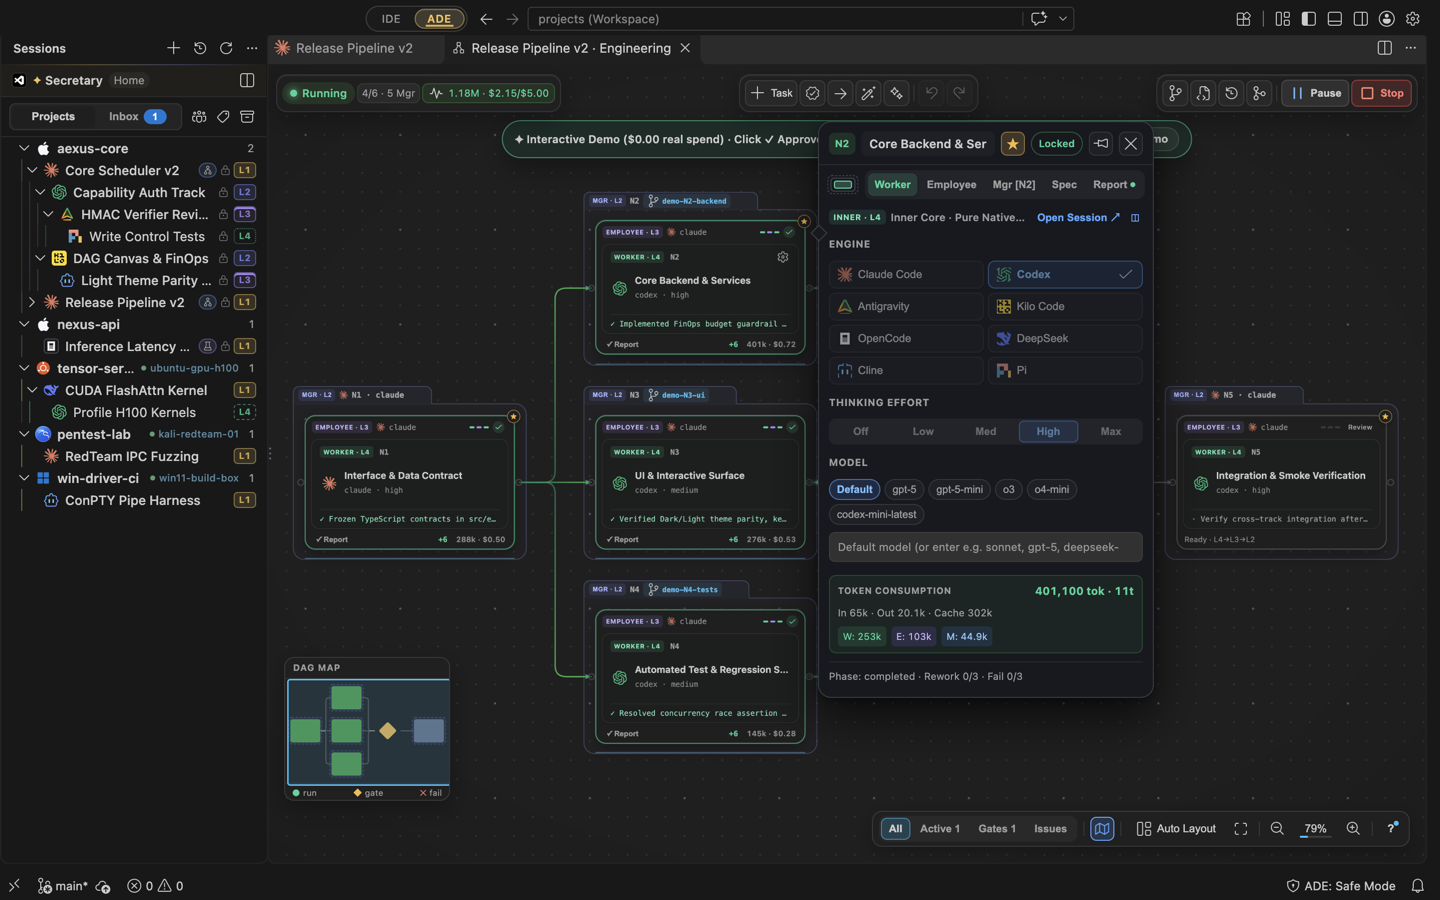 IDE
ADE
projects (Workspace)
Sessions
Release Pipeline v2
Release Pipeline v2 · Engineering
Secretary
Home
Projects
Inbox
1
aexus-core
2
Core Scheduler v2
L1
Capability Auth Track
L2
HMAC Verifier Revi...
L3
Write Control Tests
L4
DAG Canvas & FinOps
L2
Light Theme Parity ...
L3
Release Pipeline v2
L1
nexus-api
1
Inference Latency ...
L1
tensor-ser...
ubuntu-gpu-h100
1
CUDA FlashAttn Kernel
L1
Profile H100 Kernels
L4
pentest-lab
kali-redteam-01
1
RedTeam IPC Fuzzing
L1
win-driver-ci
win11-build-box
1
ConPTY Pipe Harness
L1
Running
4/6 · 5 Mgr
1.18M · $2.15/$5.00
Task
Pause
Stop
Interactive Demo ($0.00 real spend) · Click ✓ Approv
mo
MGR · L2
N1 · claude
EMPLOYEE · L3
claude
WORKER · L4
N1
Interface & Data Contract
claude · high
✓ Frozen TypeScript contracts in src/e…
✓Report
+6
288k · $0.50
MGR · L2
N2
demo-N2-backend
EMPLOYEE · L3
claude
WORKER · L4
N2
Core Backend & Services
codex · high
✓ Implemented FinOps budget guardrail …
✓Report
+6
401k · $0.72
MGR · L2
N3
demo-N3-ui
EMPLOYEE · L3
claude
WORKER · L4
N3
UI & Interactive Surface
codex · medium
✓ Verified Dark/Light theme parity, ke…
✓Report
+6
276k · $0.53
MGR · L2
N4
demo-N4-tests
EMPLOYEE · L3
claude
WORKER · L4
N4
Automated Test & Regression S...
codex · medium
✓ Resolved concurrency race assertion …
✓Report
+6
145k · $0.28
N2
Core Backend & Ser
Locked
Worker
Employee
Mgr [N2]
Spec
Report
INNER · L4
Inner Core · Pure Native...
Open Session ↗
ENGINE
Claude Code
Codex
Antigravity
Kilo Code
OpenCode
DeepSeek
Cline
Pi
THINKING EFFORT
Off
Low
Med
High
Max
MODEL
Default
gpt-5
gpt-5-mini
o3
o4-mini
codex-mini-latest
Default model (or enter e.g. sonnet, gpt-5, deepseek-
TOKEN CONSUMPTION
401,100 tok · 11t
In 65k · Out 20.1k · Cache 302k
W: 253k
E: 103k
M: 44.9k
Phase: completed · Rework 0/3 · Fail 0/3
MGR · L2
N5 · claude
EMPLOYEE · L3
claude
Review
WORKER · L4
N5
Integration & Smoke Verification
codex · high
· Verify cross-track integration after…
Ready · L4→L3→L2
DAG MAP
run
gate
fail
All
Active 1
Gates 1
Issues
Auto Layout
79%
?
main*
0
0
ADE: Safe Mode